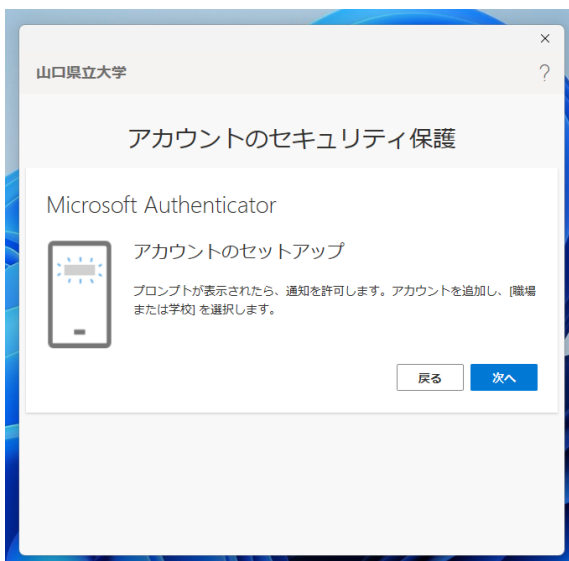 ×
山口県立大学
?
アカウントのセキュリティ保護
Microsoft Authenticator
アカウントのセットアップ
プロンプトが表示されたら、通知を許可します。アカウントを追加し、[職場
または学校] を選択します。
戻る
次へ